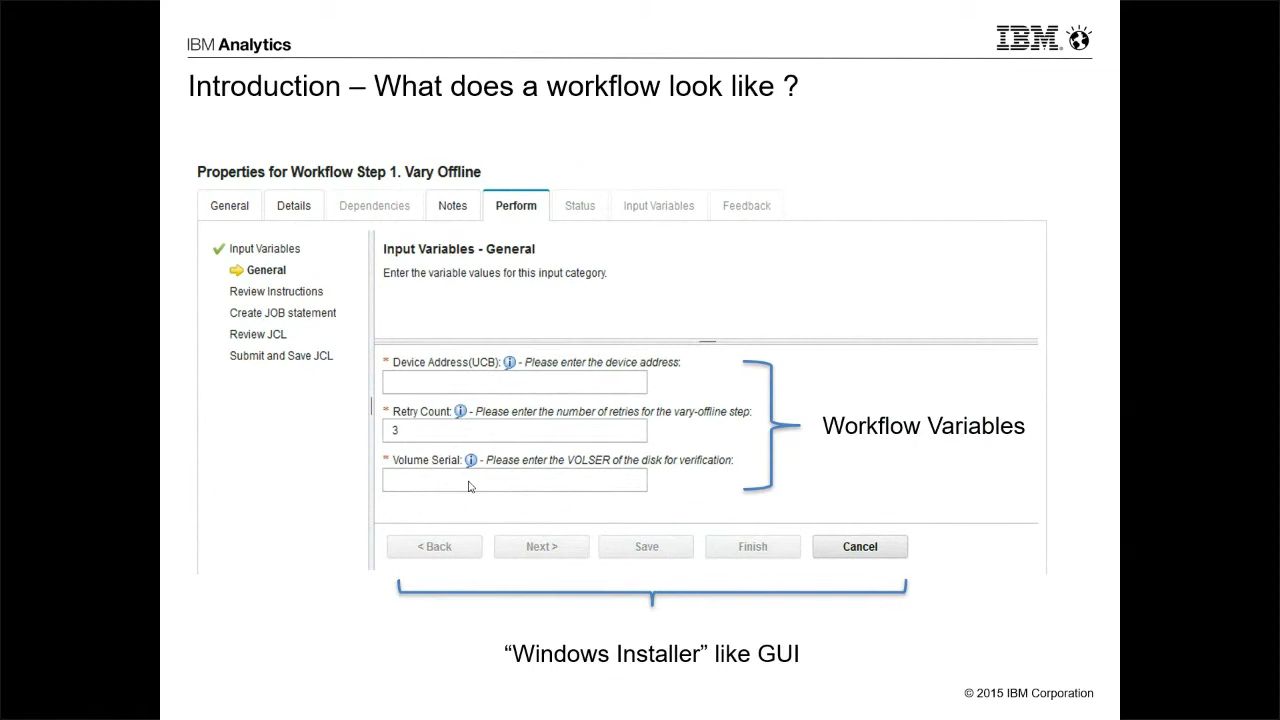 IBM Analytics
IBM®
Introduction – What does a workflow look like ?
Properties for Workflow Step 1. Vary Offline
General
Details
Dependencies
Notes
Perform
Status
Input Variables
Feedback
Input Variables
General
Review Instructions
Create JOB statement
Review JCL
Submit and Save JCL
Input Variables - General
Enter the variable values for this input category.
* Device Address(UCB): i - Please enter the device address:
* Retry Count: i - Please enter the number of retries for the vary-offline step:
3
* Volume Serial: i - Please enter the VOLSER of the disk for verification:
Workflow Variables
< Back
Next >
Save
Finish
Cancel
“Windows Installer” like GUI
© 2015 IBM Corporation